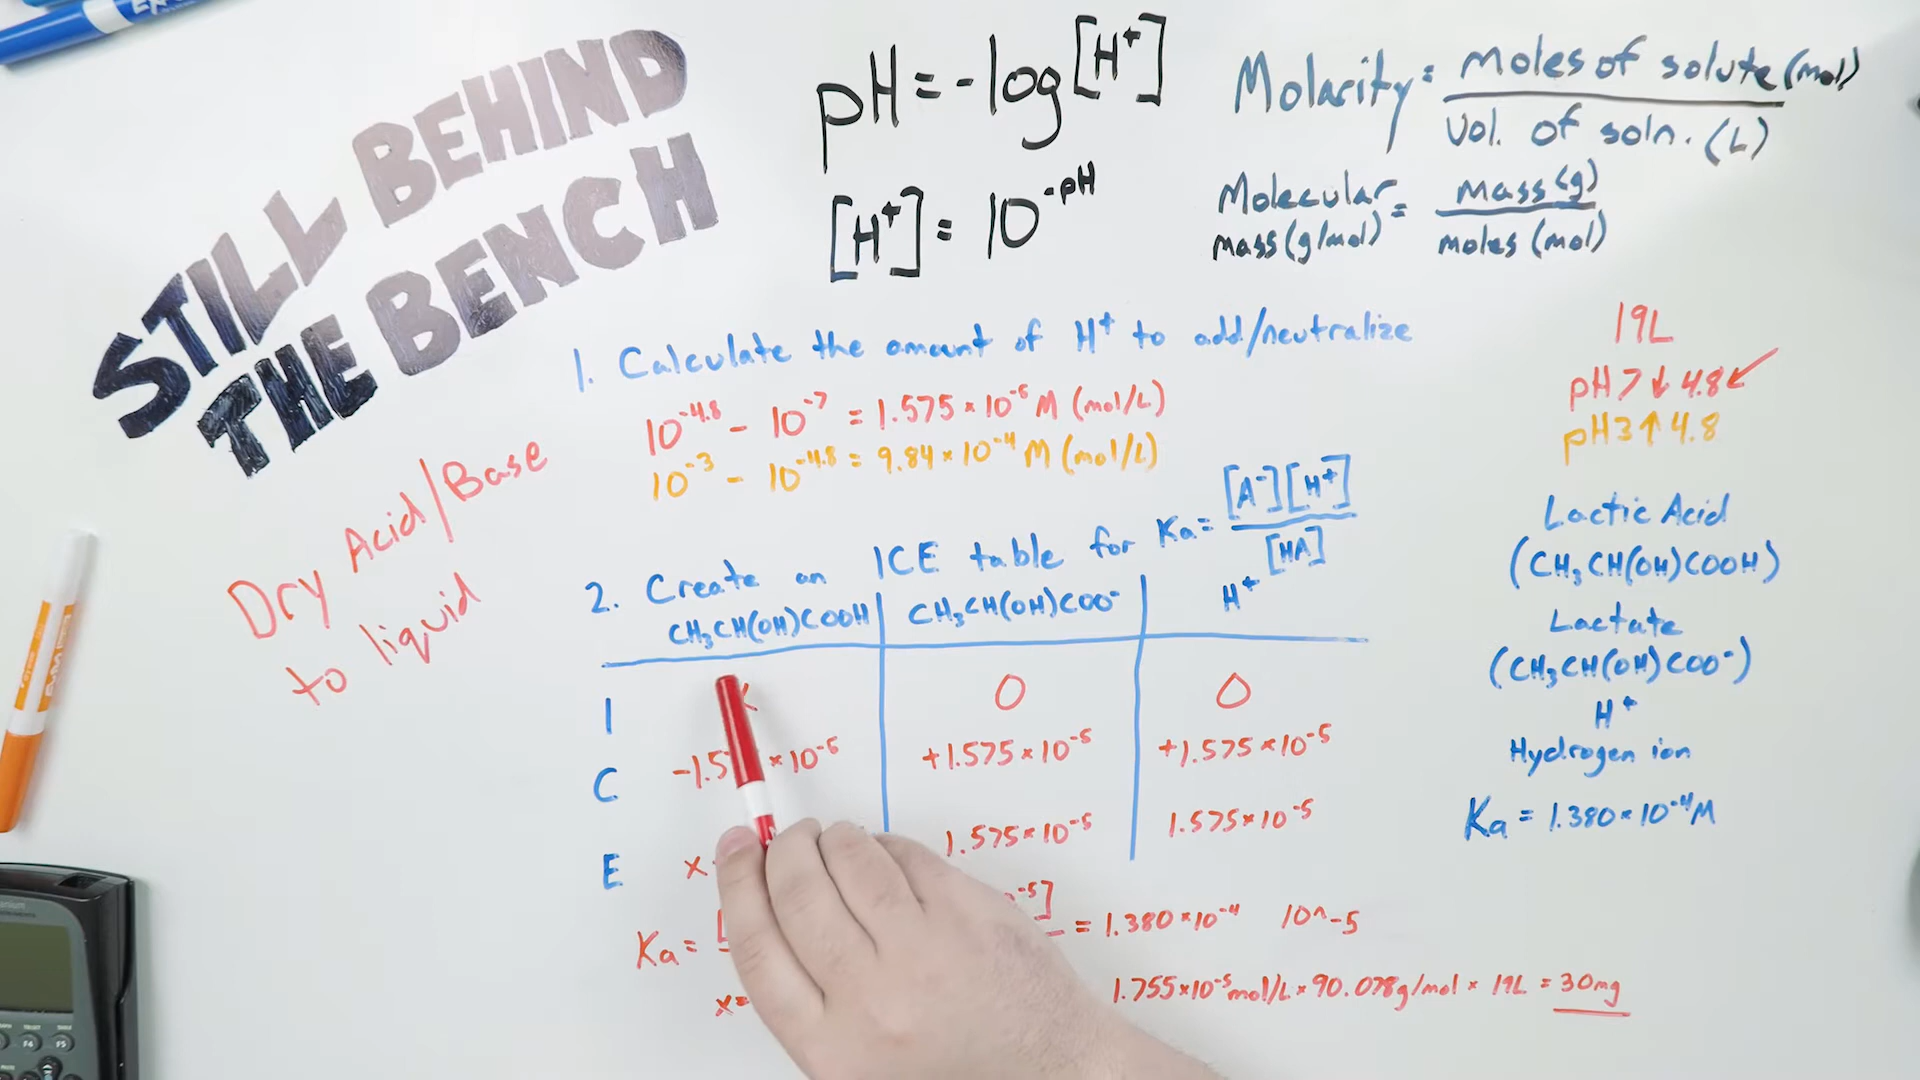 STILL BEHIND
THE BENCH
pH = -log[H⁺]
[H⁺] = 10⁻ᵖᴴ
Molarity = moles of solute (mol)
vol. of soln. (L)
Molecular mass (g/mol) = mass (g)
moles (mol)
Dry Acid/Base
to liquid
1. Calculate the amount of H⁺ to add/neutralize
10⁻⁴·⁸ - 10⁻⁷ = 1.575 × 10⁻⁵ M (mol/L)
10⁻³ - 10⁻⁴·⁸ = 9.84 × 10⁻⁴ M (mol/L)
2. Create an ICE table for Ka = [A⁻][H⁺]
[HA]
CH₃CH(OH)COOH CH₃CH(OH)COO⁻ H⁺
I 0 0
C × 10⁻⁵ +1.575 × 10⁻⁵ +1.575 × 10⁻⁵
E x 1.575 × 10⁻⁵ 1.575 × 10⁻⁵
Ka = = 1.380 × 10⁻⁴ 10^-5
x=
1.755 × 10⁻⁵ mol/L × 90.078 g/mol × 19L = 30mg
19L
pH 7 ↓ 4.8 ↙
pH 3 ↑ 4.8
Lactic Acid
(CH₃CH(OH)COOH)
Lactate
(CH₃CH(OH)COO⁻)
H⁺
Hydrogen ion
Ka = 1.380 × 10⁻⁴ M